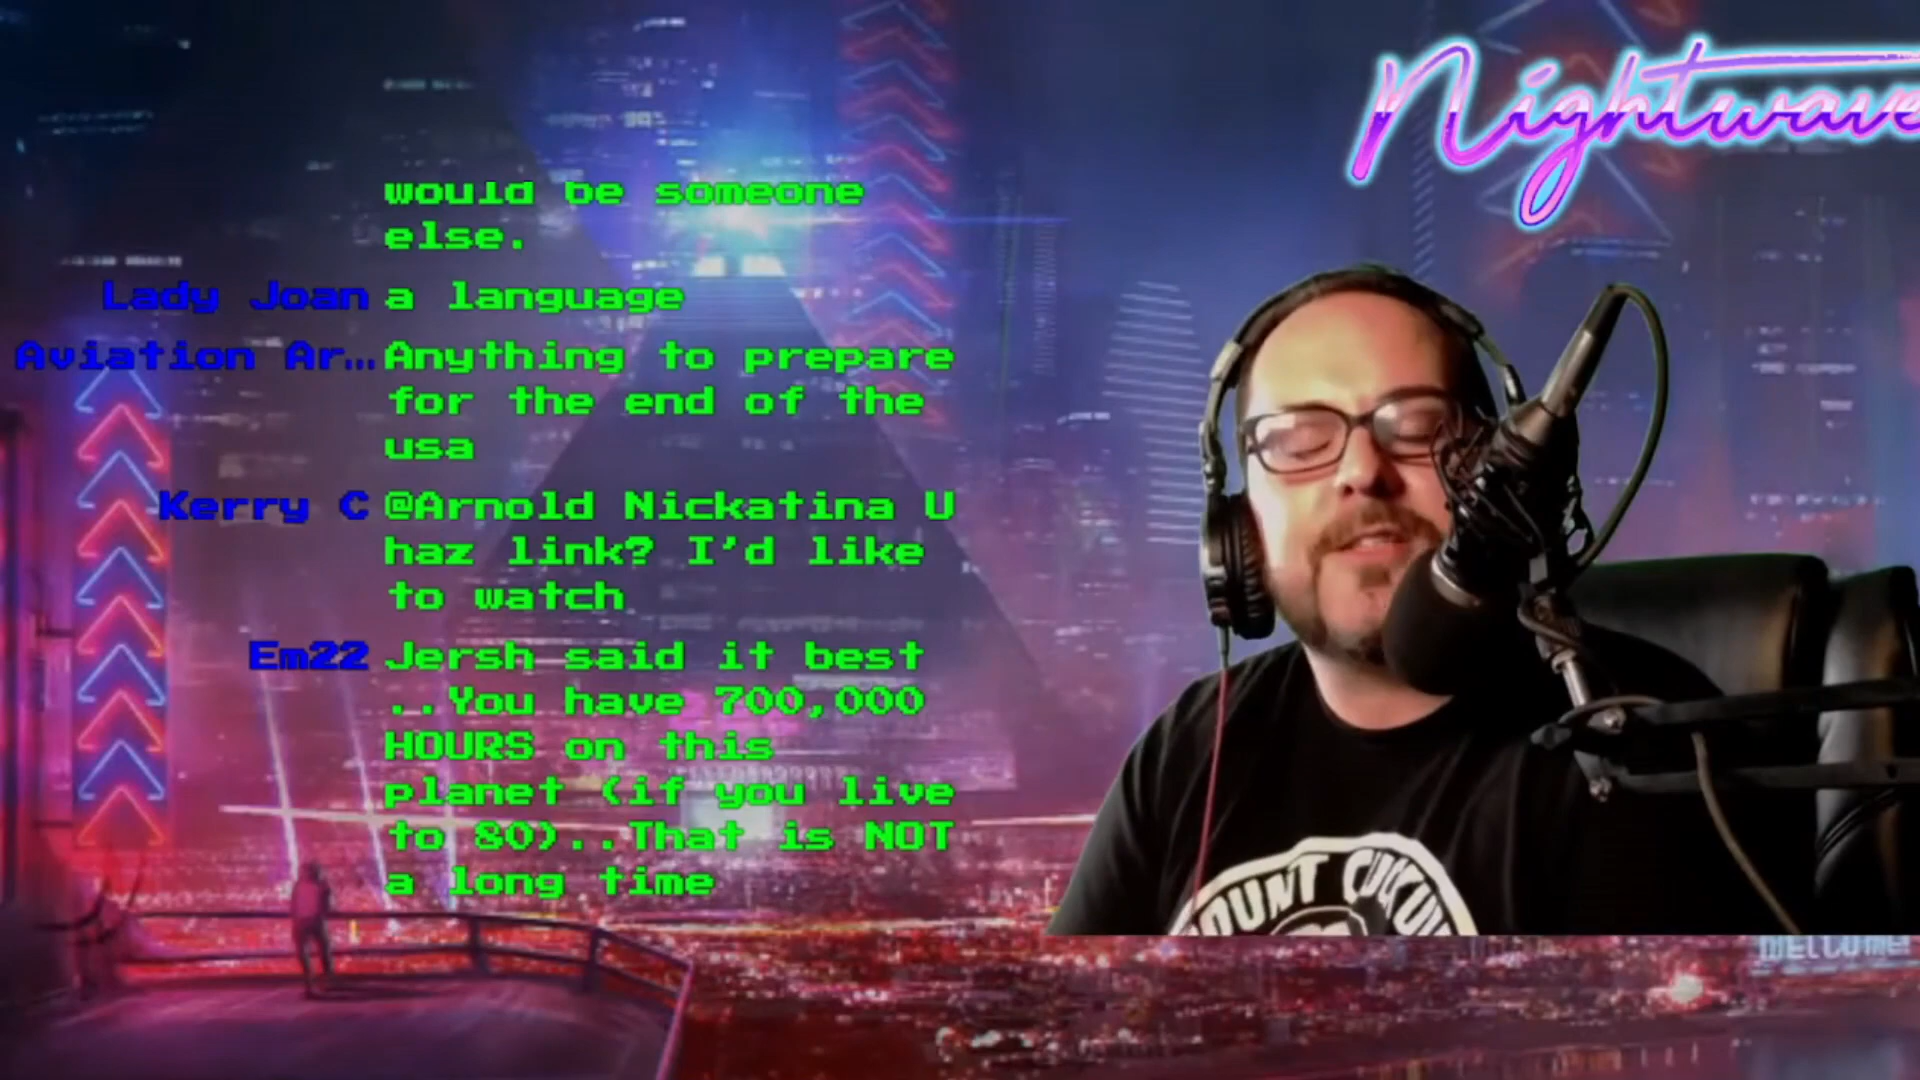 Nightwave
would be someone
else.
Lady Joan a language
Aviation Ar... Anything to prepare
for the end of the
usa
Kerry C @Arnold Nickatina U
haz link? I'd like
to watch
Em22 Jersh said it best
..You have 700,000
HOURS on this
planet (if you live
to 80)..That is NOT
a long time
WELCOME